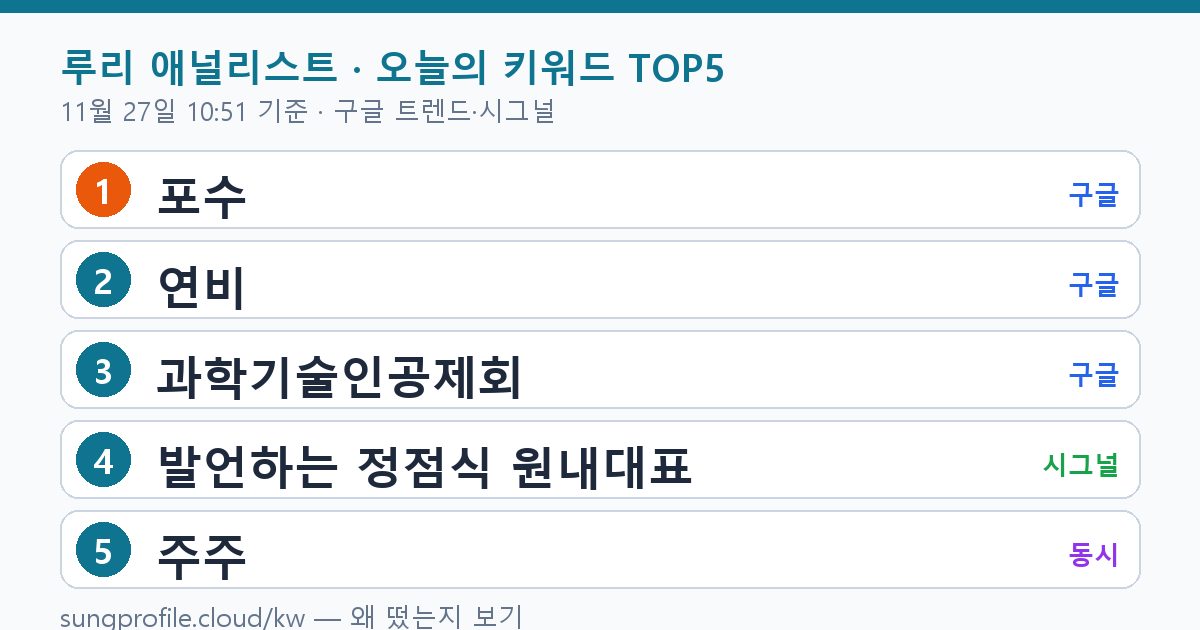 루리 애널리스트 · 오늘의 키워드 TOP5
11월 27일 10:51 기준 · 구글 트렌드·시그널
1 포수 구글
2 연비 구글
3 과학기술인공제회 구글
4 발언하는 정점식 원내대표 시그널
5 주주 동시
sungprofile.cloud/kw — 왜 떴는지 보기